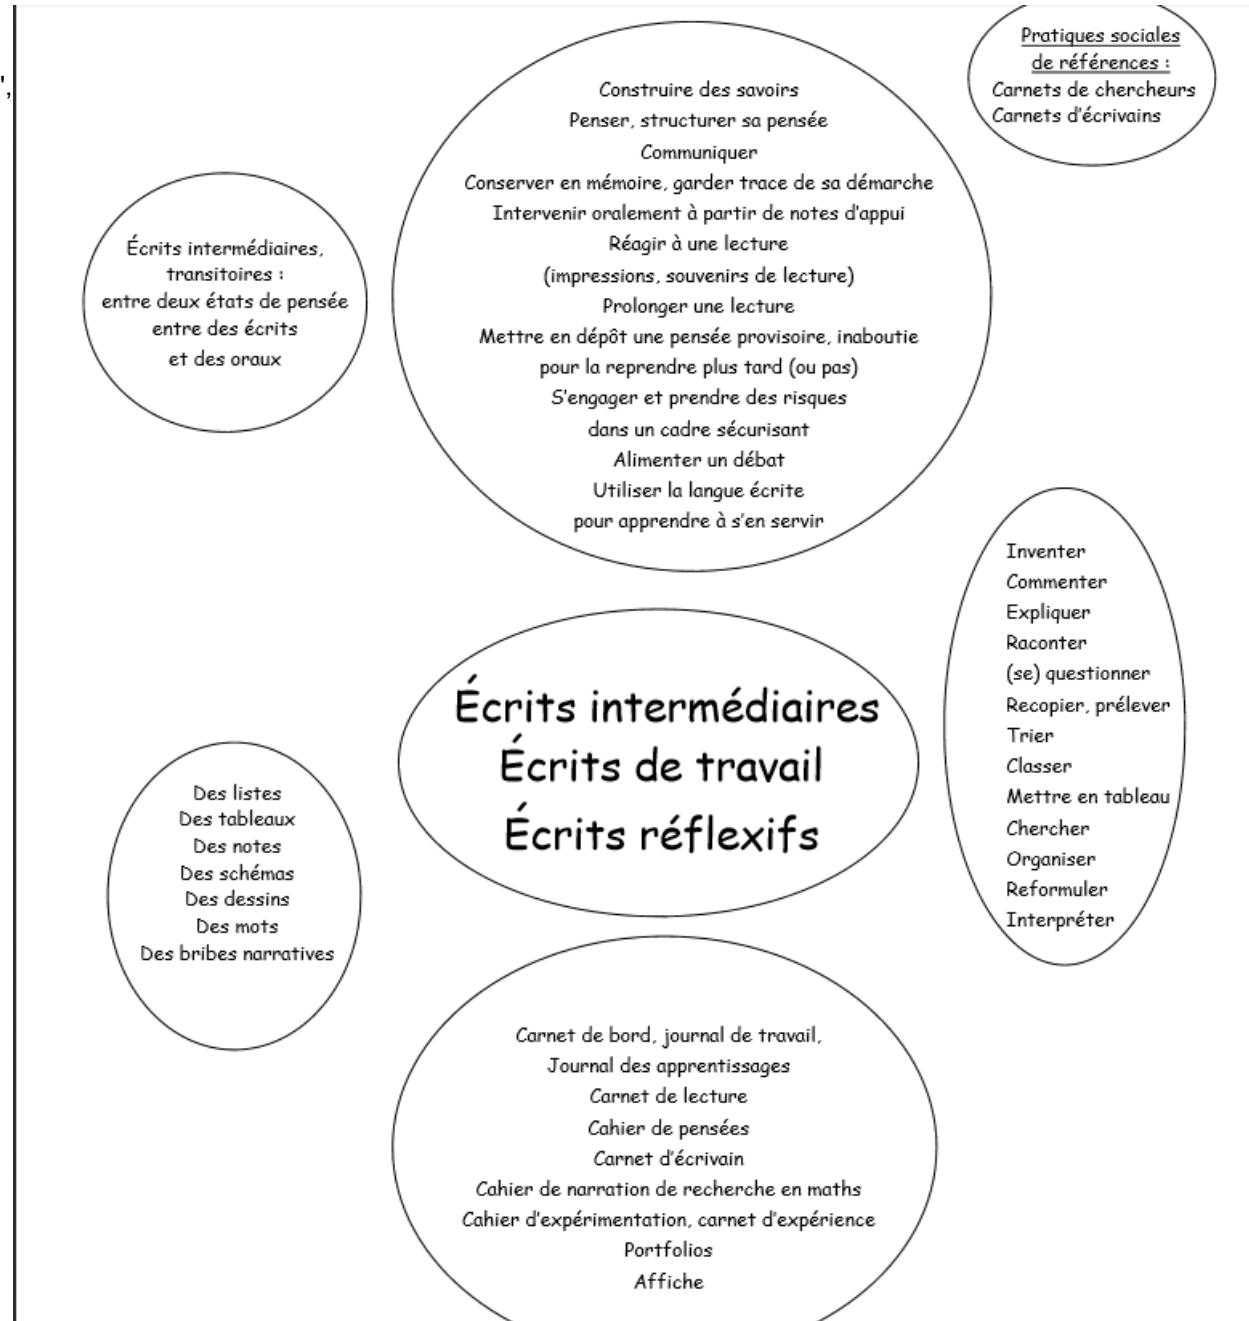 Pratiques sociales
de références :
Carnets de chercheurs
Carnets d'écrivains
',
Construire des savoirs
Penser, structurer sa pensée
Communiquer
Conserver en mémoire, garder trace de sa démarche
Intervenir oralement à partir de notes d'appui
Réagir à une lecture
(impressions, souvenirs de lecture)
Prolonger une lecture
Mettre en dépôt une pensée provisoire, inaboutie
pour la reprendre plus tard (ou pas)
S'engager et prendre des risques
dans un cadre sécurisant
Alimenter un débat
Utiliser la langue écrite
pour apprendre à s'en servir
Écrits intermédiaires,
transitoires :
entre deux états de pensée
entre des écrits
et des oraux
Inventer
Commenter
Expliquer
Raconter
(se) questionner
Recopier, prélever
Trier
Classer
Mettre en tableau
Chercher
Organiser
Reformuler
Interpréter
Écrits intermédiaires
Écrits de travail
Écrits réflexifs
Des listes
Des tableaux
Des notes
Des schémas
Des dessins
Des mots
Des bribes narratives
Carnet de bord, journal de travail,
Journal des apprentissages
Carnet de lecture
Cahier de pensées
Carnet d'écrivain
Cahier de narration de recherche en maths
Cahier d'expérimentation, carnet d'expérience
Portfolios
Affiche